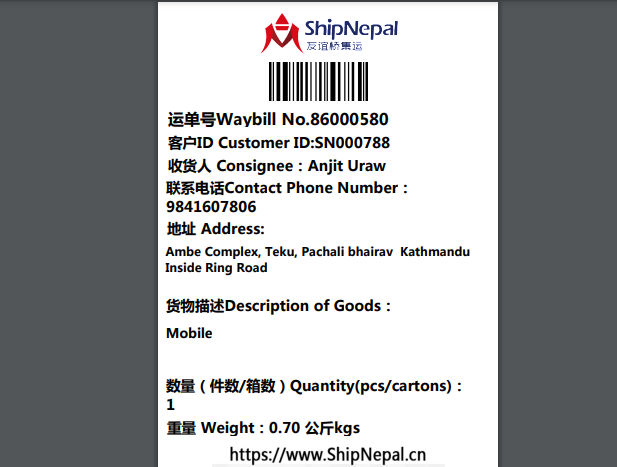 ShipNepal
友谊桥集运
运单号Waybill No.86000580
客户ID Customer ID:SN000788
收货人 Consignee：Anjit Uraw
联系电话Contact Phone Number：
9841607806
地址 Address:
Ambe Complex, Teku, Pachali bhairav  Kathmandu
Inside Ring Road
货物描述Description of Goods：
Mobile
数量（件数/箱数）Quantity(pcs/cartons)：
1
重量 Weight：0.70 公斤kgs
https://www.ShipNepal.cn